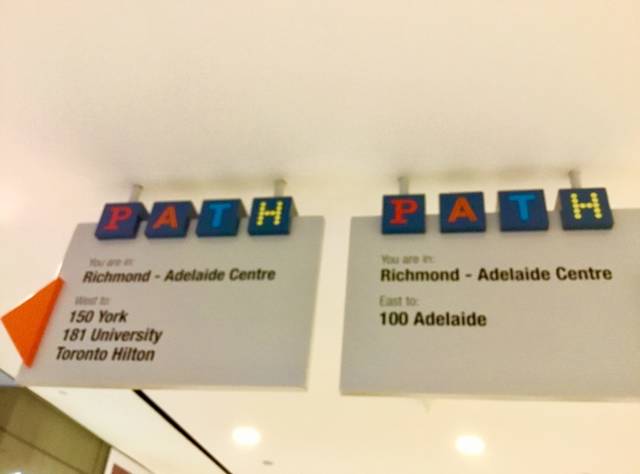 PATH
You are in:
Richmond - Adelaide Centre
West to:
150 York
181 University
Toronto Hilton
PATH
You are in:
Richmond - Adelaide Centre
East to:
100 Adelaide